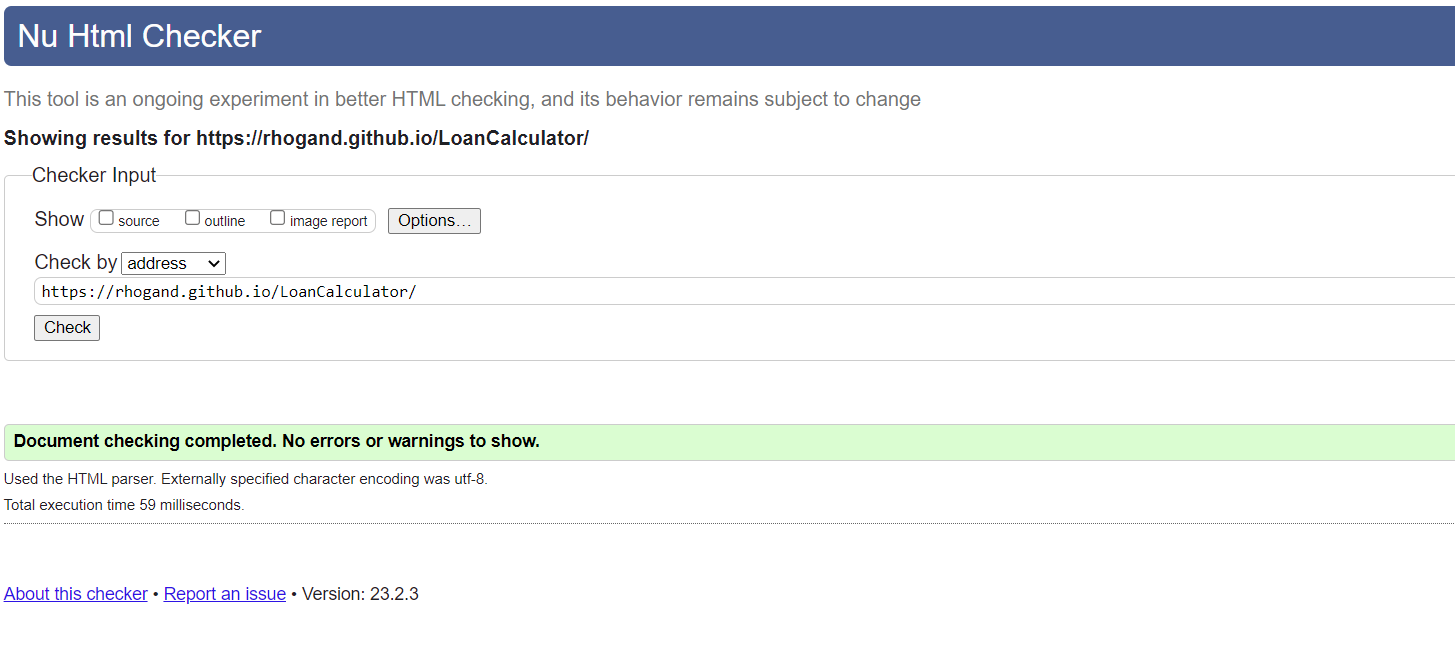 Nu Html Checker
This tool is an ongoing experiment in better HTML checking, and its behavior remains subject to change
Showing results for https://rhogand.github.io/LoanCalculator/
Checker Input
Show source outline image report Options...
Check by address
https://rhogand.github.io/LoanCalculator/
Check
Document checking completed. No errors or warnings to show.
Used the HTML parser. Externally specified character encoding was utf-8.
Total execution time 59 milliseconds.
About this checker • Report an issue • Version: 23.2.3